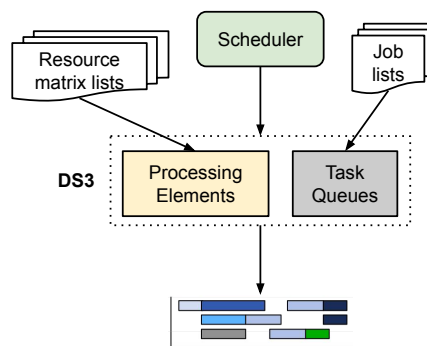 Resource
matrix lists
Scheduler
Job
lists
DS3
Processing
Elements
Task
Queues